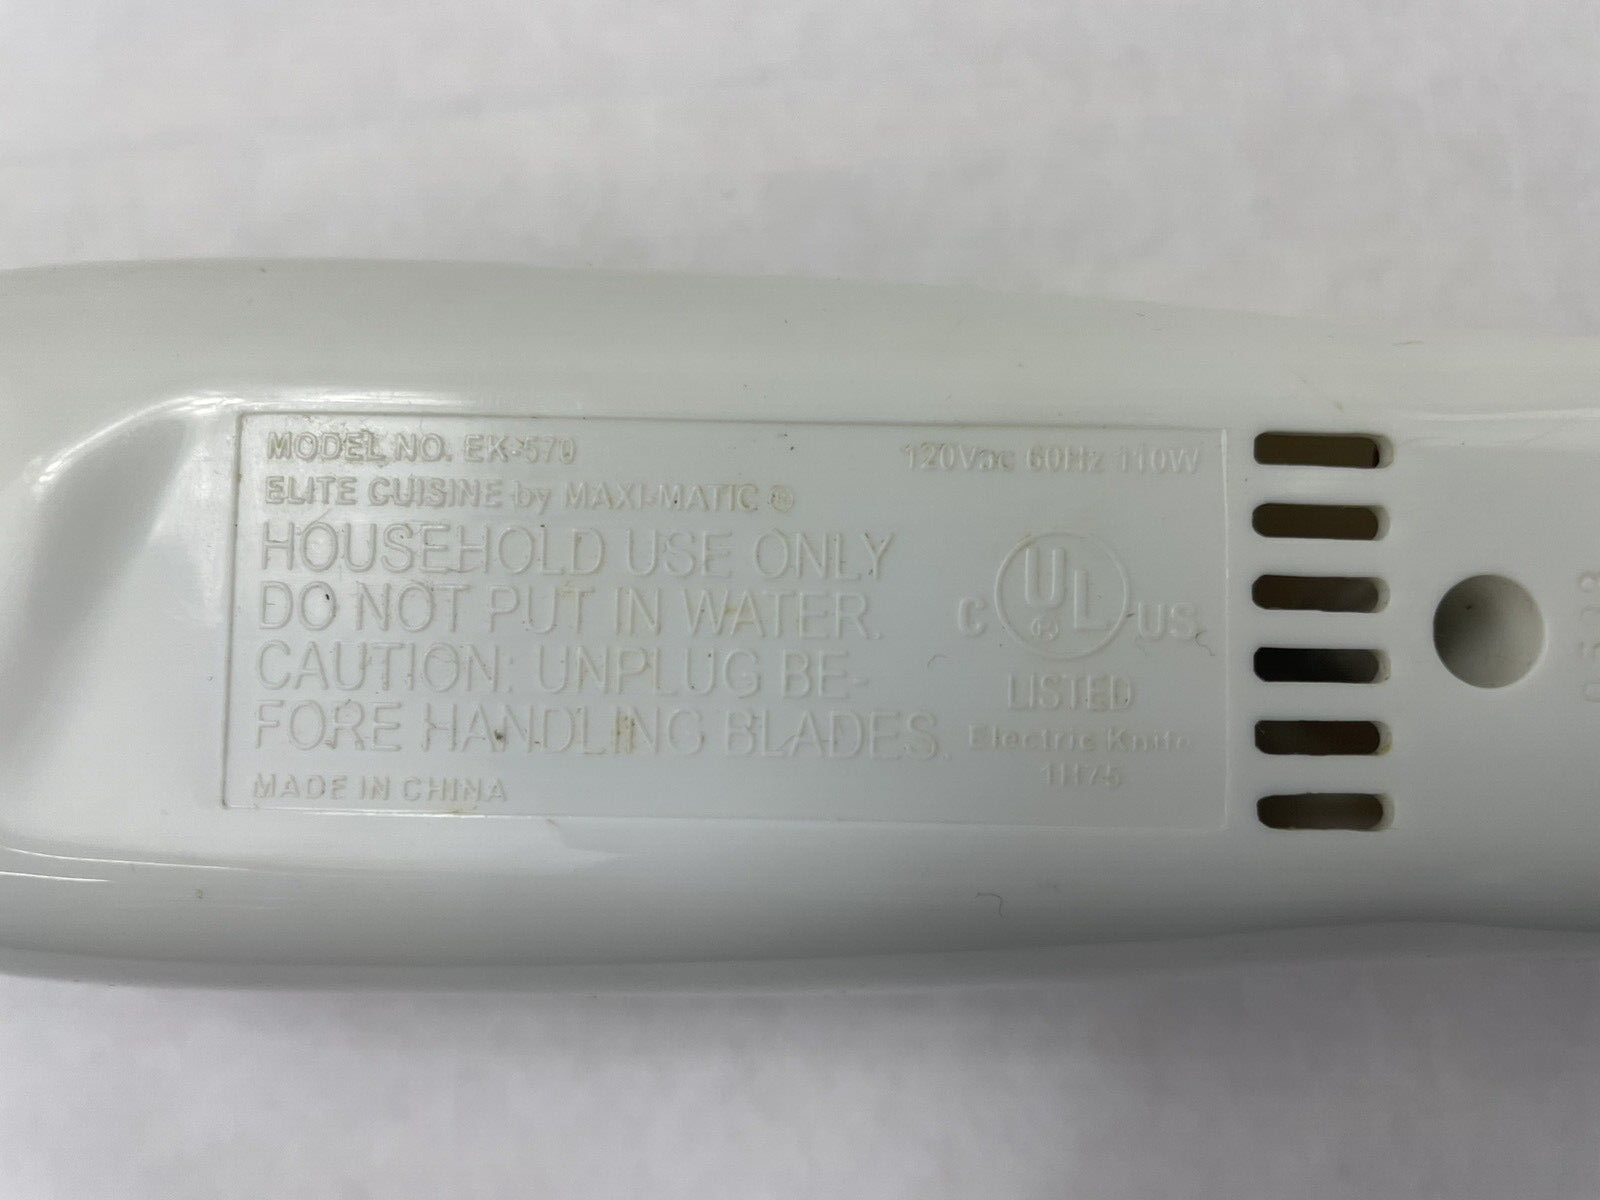 MODEL NO. EK-570
120Vac 60Hz 110W
ELITE CUISINE by MAXI-MATIC ®
HOUSEHOLD USE ONLY
DO NOT PUT IN WATER.
CAUTION: UNPLUG BE-
FORE HANDLING BLADES.
MADE IN CHINA
C UL US
LISTED
Electric Knife
1H75